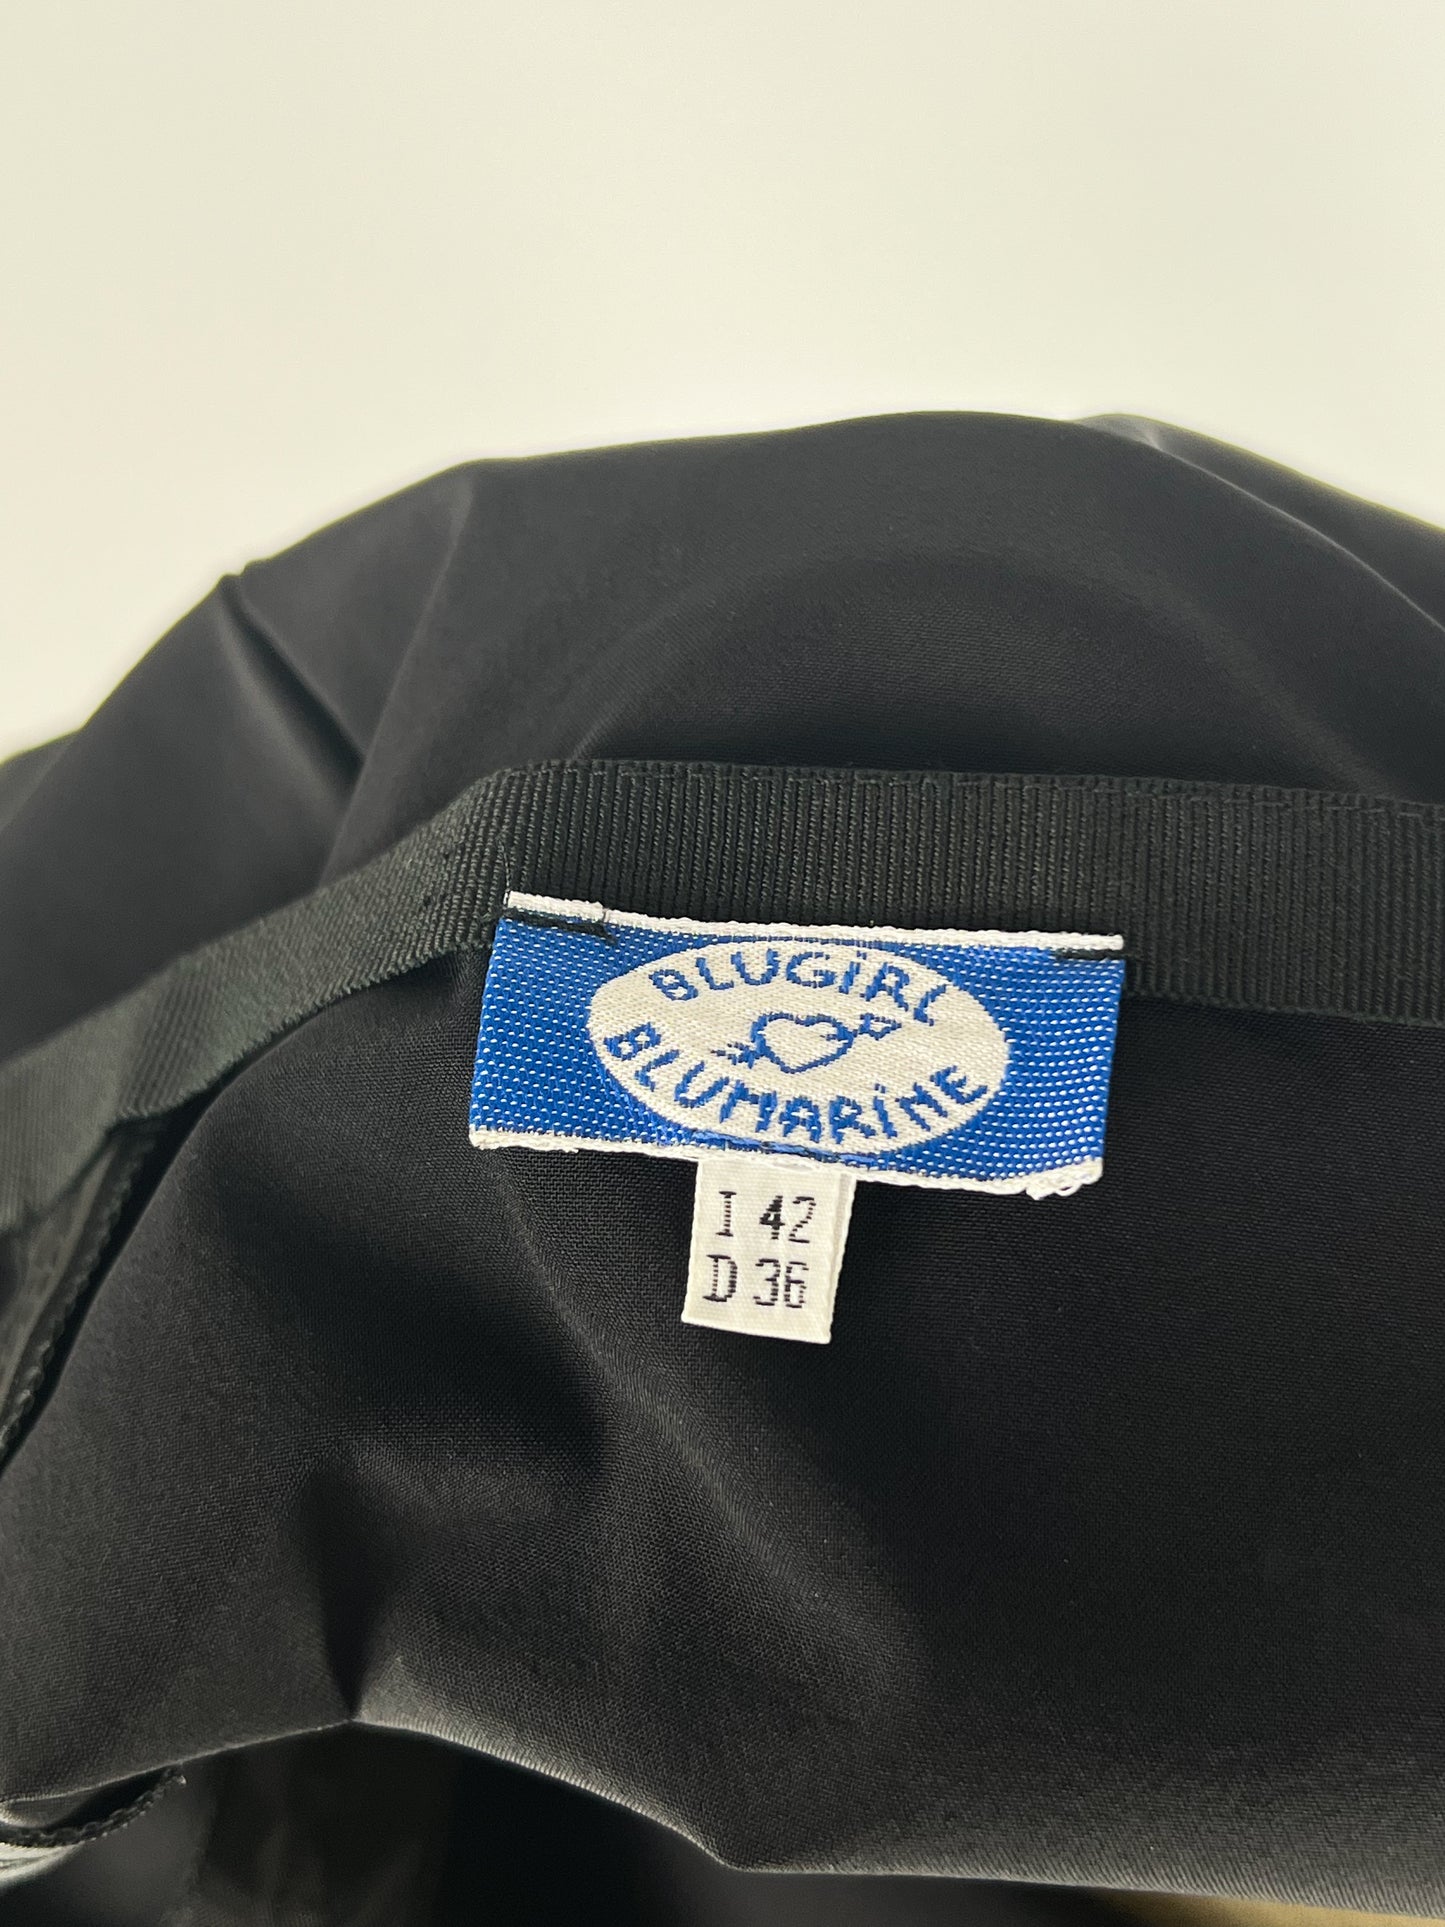 BLUGiRL
BLUMARiNE
I 42
D 36